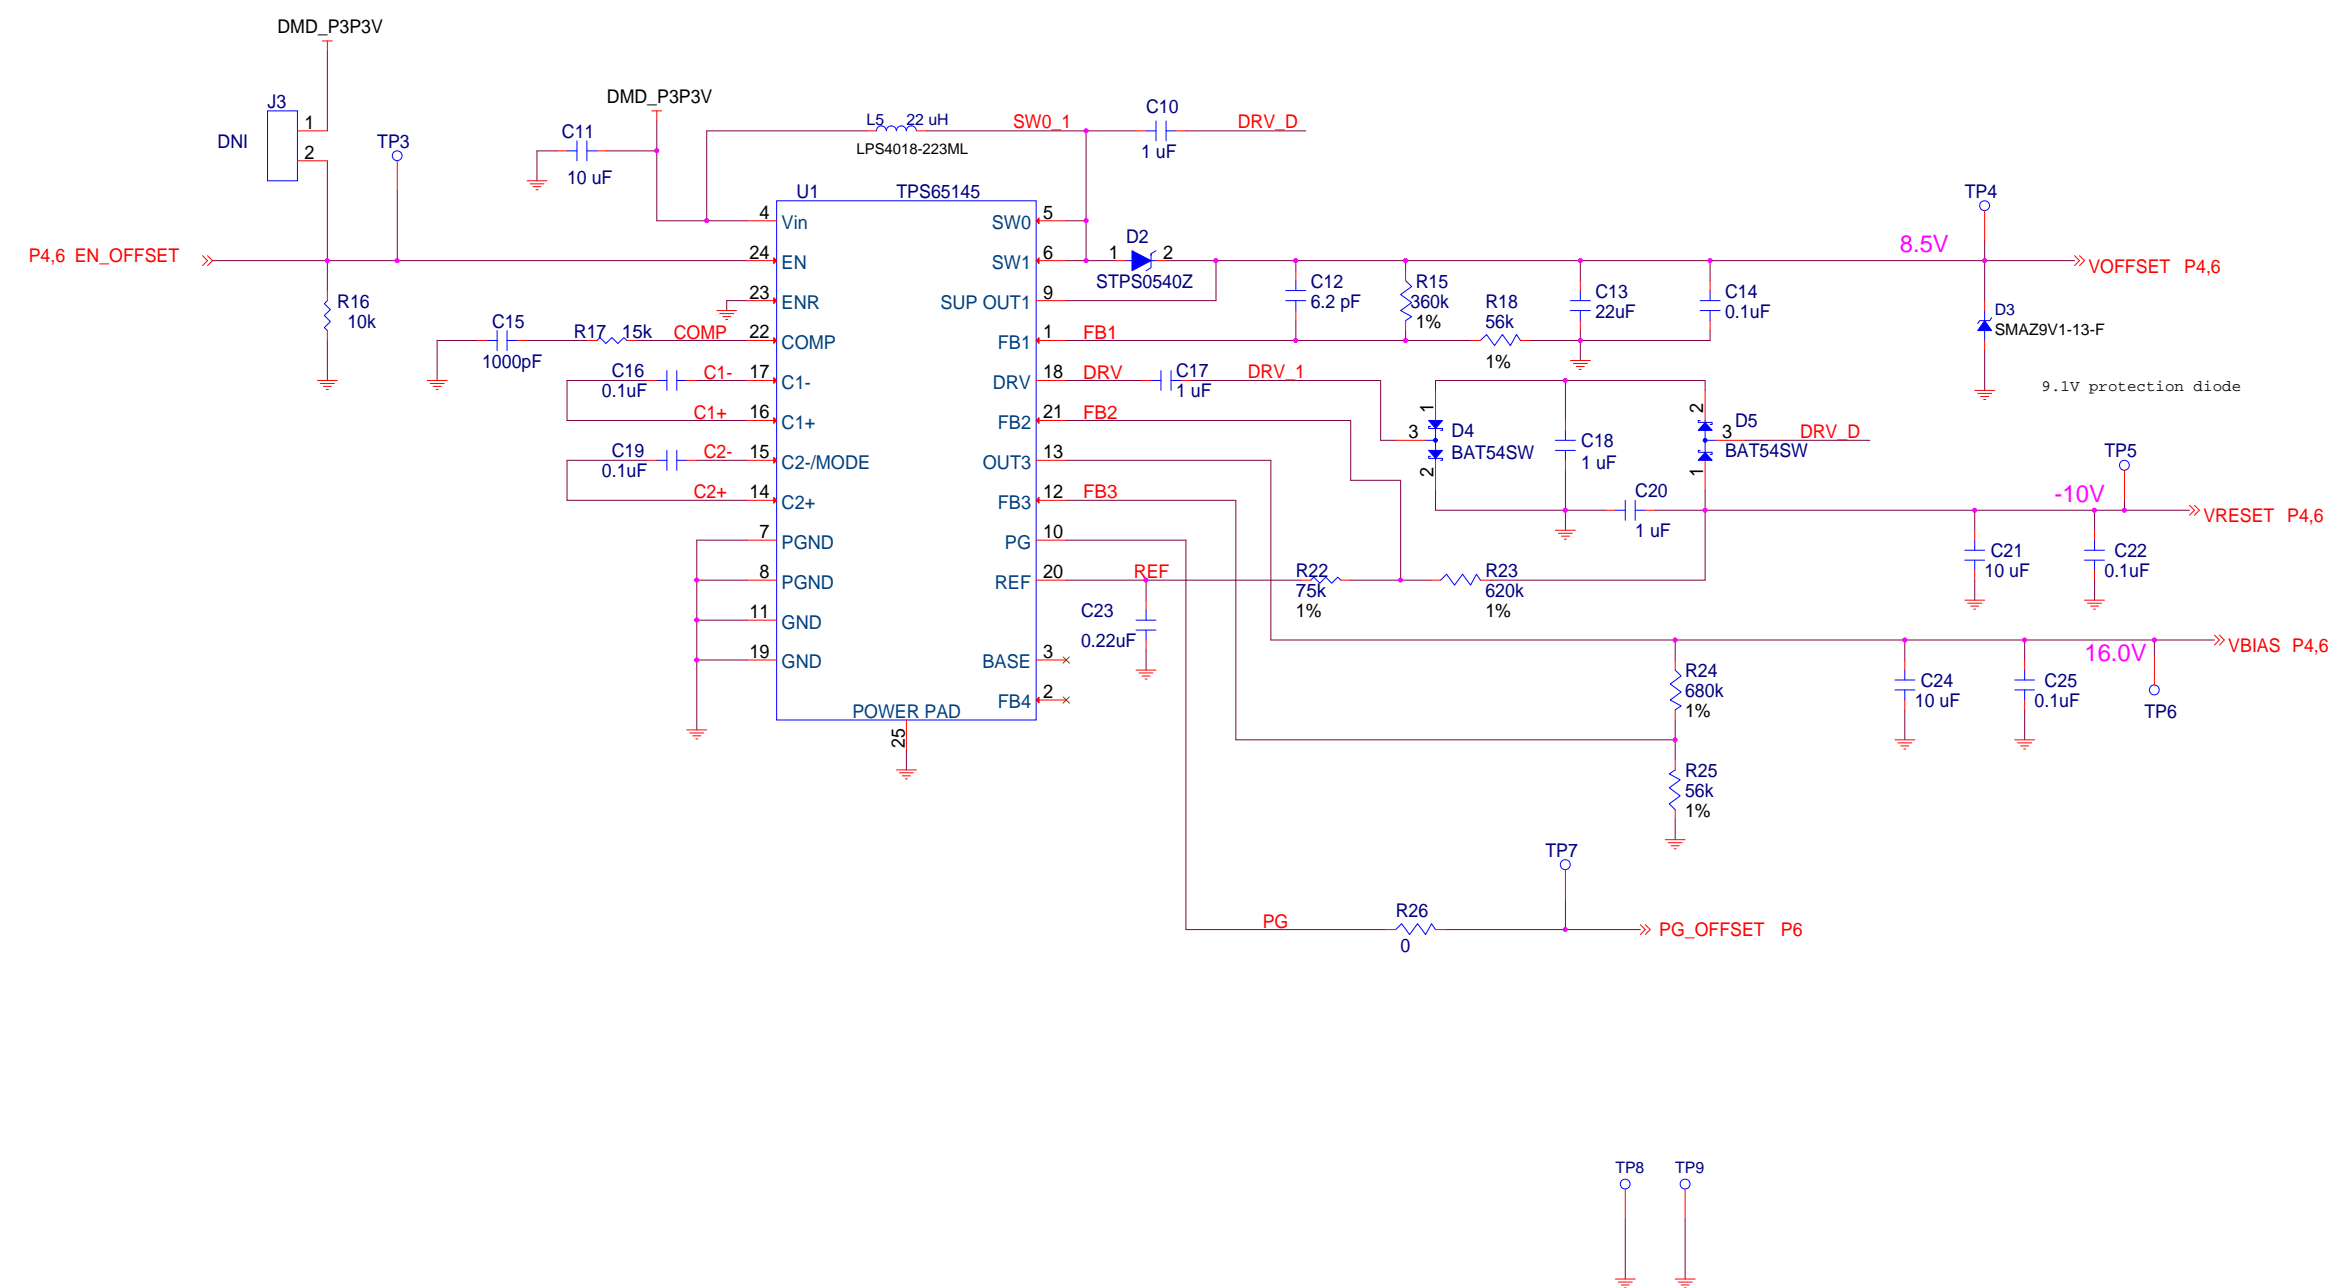 DMD_P3P3V
J3
DNI
1
2
TP3
DMD_P3P3V
C11
10 uF
L5 22 uH
LPS4018-223ML
SW0_1
C10
1 uF
DRV_D
U1 TPS65145
4 Vin
24 EN
23 ENR
22 COMP
17 C1-
16 C1+
15 C2-/MODE
14 C2+
7 PGND
8 PGND
11 GND
19 GND
POWER PAD
25
SW0 5
SW1 6
SUP OUT1 9
FB1 1
DRV 18
FB2 21
OUT3 13
FB3 12
PG 10
REF 20
BASE 3
FB4 2
P4,6 EN_OFFSET
R16
10k
C15
1000pF
R17 15k
COMP
C16
0.1uF
C1-
C1+
C19
0.1uF
C2-
C2+
1 D2 2
STPS0540Z
C12
6.2 pF
R15
360k
1%
R18
56k
1%
C13
22uF
C14
0.1uF
8.5V
TP4
VOFFSET P4,6
D3
SMAZ9V1-13-F
9.1V protection diode
FB1
DRV
C17
1 uF
DRV_1
FB2
FB3
1
3
2
D4
BAT54SW
C18
1 uF
2
3
1
D5
BAT54SW
DRV_D
C20
1 uF
TP5
-10V
VRESET P4,6
C21
10 uF
C22
0.1uF
REF
C23
0.22uF
R22
75k
1%
R23
620k
1%
R24
680k
1%
R25
56k
1%
16.0V
VBIAS P4,6
C24
10 uF
C25
0.1uF
TP6
TP7
PG
R26
0
PG_OFFSET P6
TP8
TP9